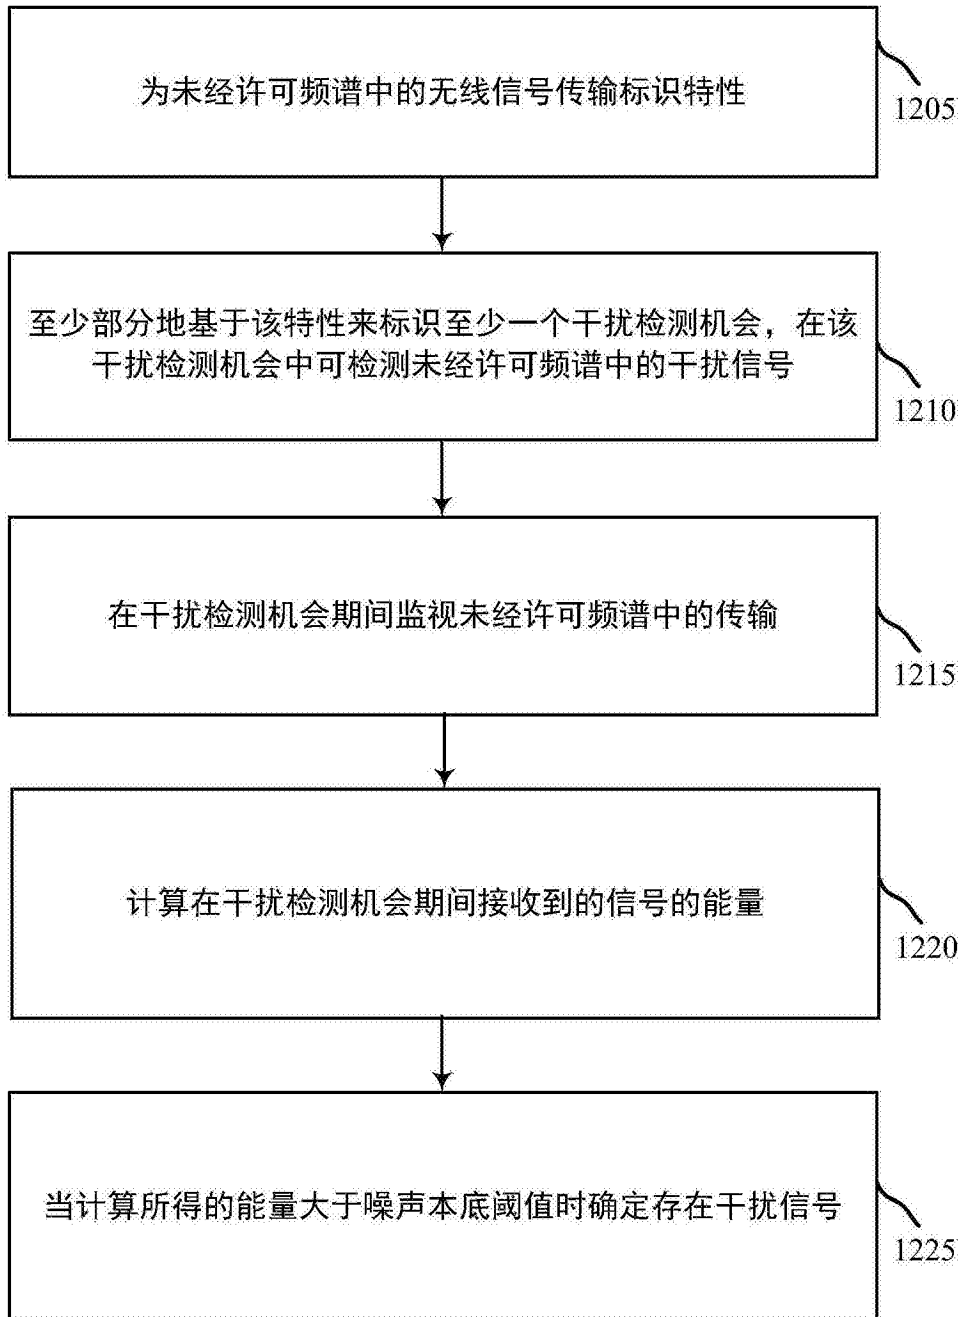 为未经许可频谱中的无线信号传输标识特性
1205
至少部分地基于该特性来标识至少一个干扰检测机会，在该
干扰检测机会中可检测未经许可频谱中的干扰信号
1210
在干扰检测机会期间监视未经许可频谱中的传输
1215
计算在干扰检测机会期间接收到的信号的能量
1220
当计算所得的能量大于噪声本底阈值时确定存在干扰信号
1225